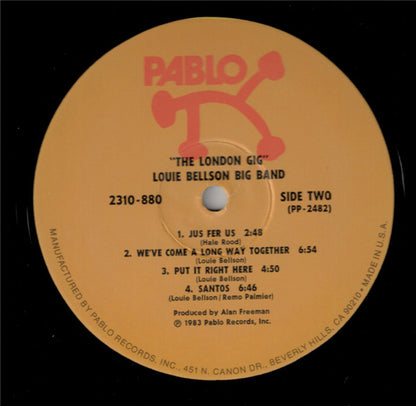 PABLO
"THE LONDON GIG"
LOUIE BELLSON BIG BAND
2310-880
SIDE TWO
(PP-2482)
1. JUS FER US 2:48
(Hale Rood)
2. WE'VE COME A LONG WAY TOGETHER 6:54
(Louie Bellson)
3. PUT IT RIGHT HERE 4:50
(Louie Bellson)
4. SANTOS 6:46
(Louie Bellson/Remo Palmier)
Produced by Alan Freeman
℗ 1983 Pablo Records, Inc.
MANUFACTURED BY PABLO RECORDS, INC., 451 N. CANON DR., BEVERLY HILLS, CA 90210 • MADE IN U.S.A.